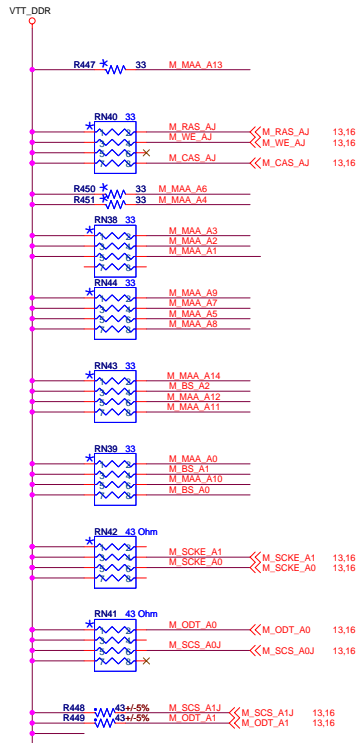 VTT_DDR
R447 33 M_MAA_A13
RN40 33
M_RAS_AJ M_RAS_AJ 13,16
M_WE_AJ M_WE_AJ 13,16
M_CAS_AJ M_CAS_AJ 13,16
R450 33 M_MAA_A6
R451 33 M_MAA_A4
RN38 33
M_MAA_A3
M_MAA_A2
M_MAA_A1
RN44 33
M_MAA_A9
M_MAA_A7
M_MAA_A5
M_MAA_A8
RN43 33
M_MAA_A14
M_BS_A2
M_MAA_A12
M_MAA_A11
RN39 33
M_MAA_A0
M_BS_A1
M_MAA_A10
M_BS_A0
RN42 43 Ohm
M_SCKE_A1 M_SCKE_A1 13,16
M_SCKE_A0 M_SCKE_A0 13,16
RN41 43 Ohm
M_ODT_A0 M_ODT_A0 13,16
M_SCS_A0J M_SCS_A0J 13,16
R448 43+/-5% M_SCS_A1J M_SCS_A1J 13,16
R449 43+/-5% M_ODT_A1 M_ODT_A1 13,16